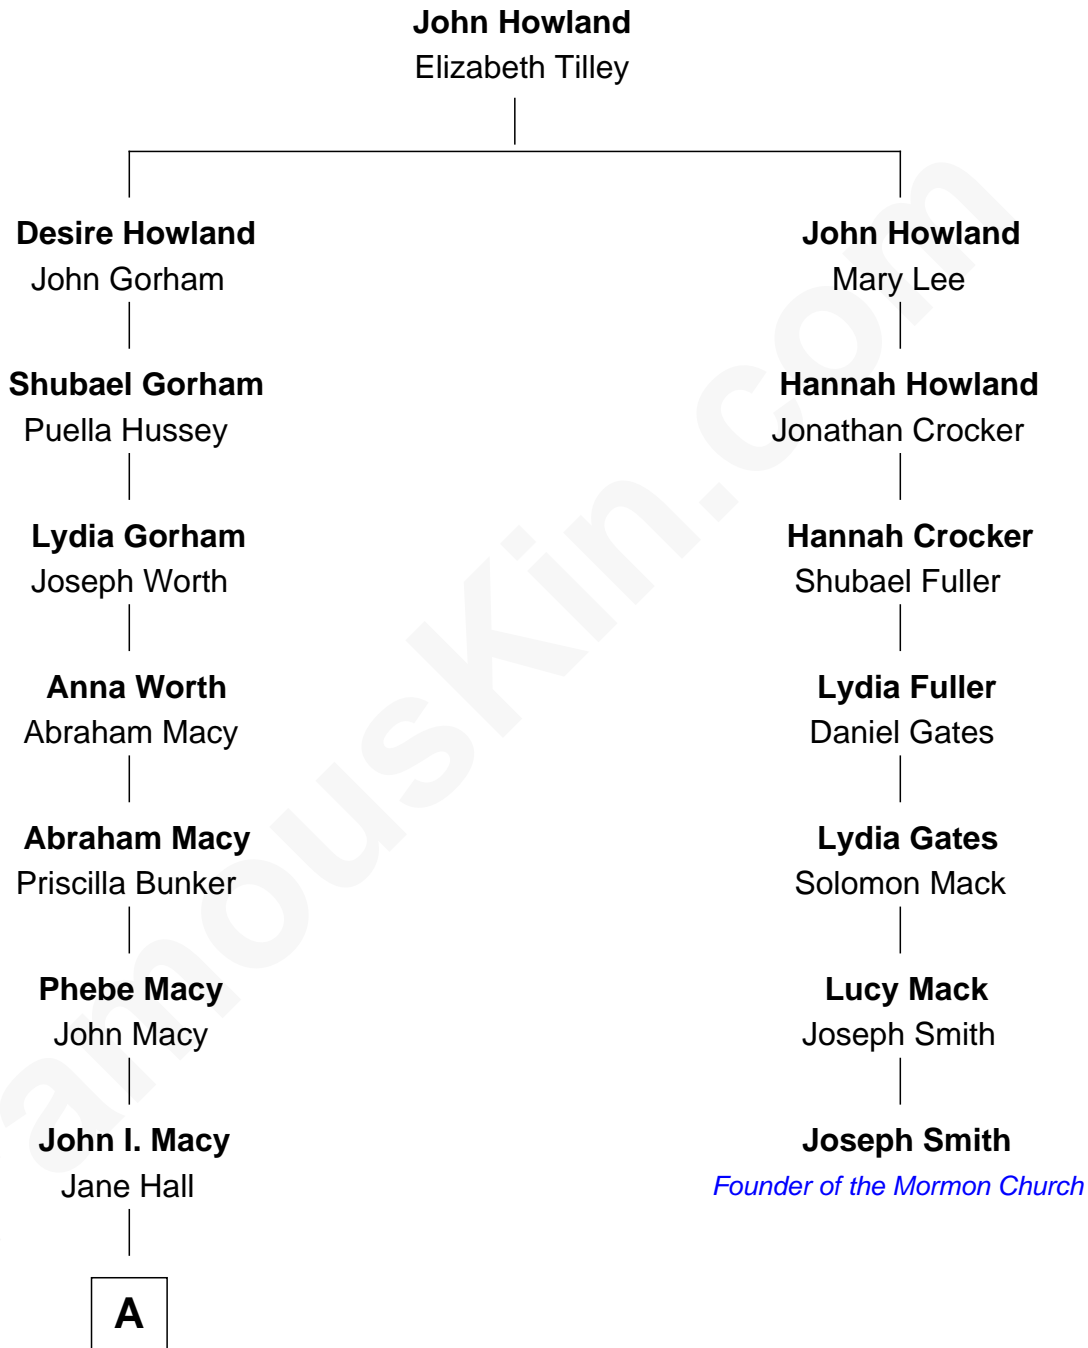 John Howland
Elizabeth Tilley
Desire Howland
John Gorham
John Howland
Mary Lee
Shubael Gorham
Puella Hussey
Hannah Howland
Jonathan Crocker
Lydia Gorham
Joseph Worth
Hannah Crocker
Shubael Fuller
Anna Worth
Abraham Macy
Lydia Fuller
Daniel Gates
Abraham Macy
Priscilla Bunker
Lydia Gates
Solomon Mack
Phebe Macy
John Macy
Lucy Mack
Joseph Smith
John I. Macy
Jane Hall
Joseph Smith
Founder of the Mormon Church
A
amousKin.com